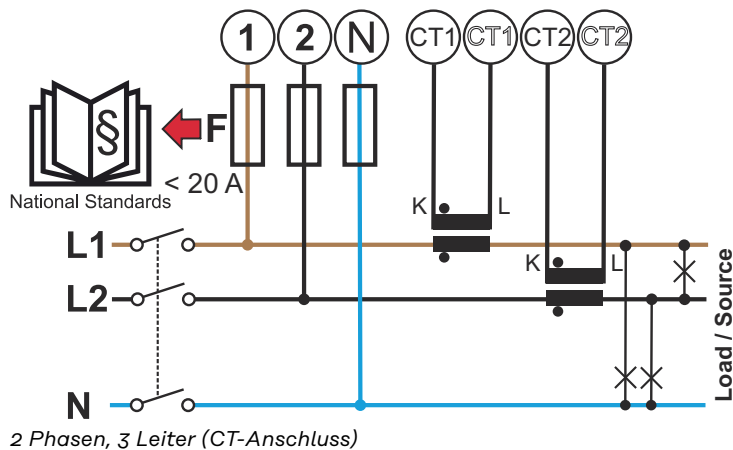 1 2 N CT1 CT1 CT2 CT2
§
F
National Standards
< 20 A
K L
L1
K L
L2
N
Load / Source
2 Phasen, 3 Leiter (CT-Anschluss)